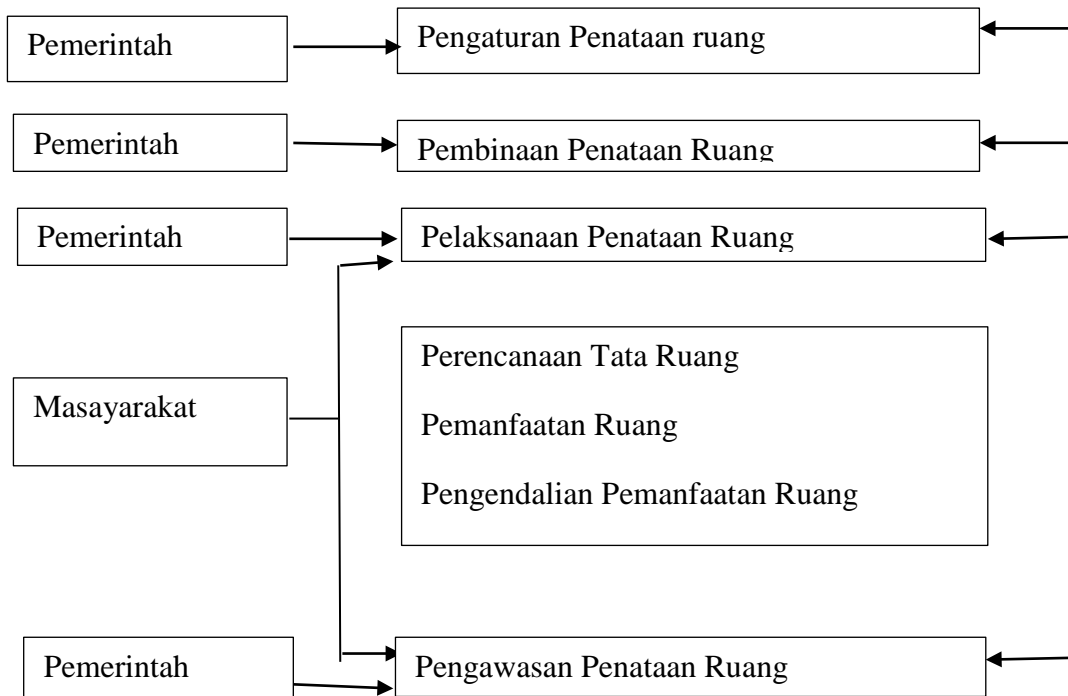 Pemerintah
Pengaturan Penataan ruang
Pemerintah
Pembinaan Penataan Ruang
Pemerintah
Pelaksanaan Penataan Ruang
Masayarakat
Perencanaan Tata Ruang
Pemanfaatan Ruang
Pengendalian Pemanfaatan Ruang
Pemerintah
Pengawasan Penataan Ruang